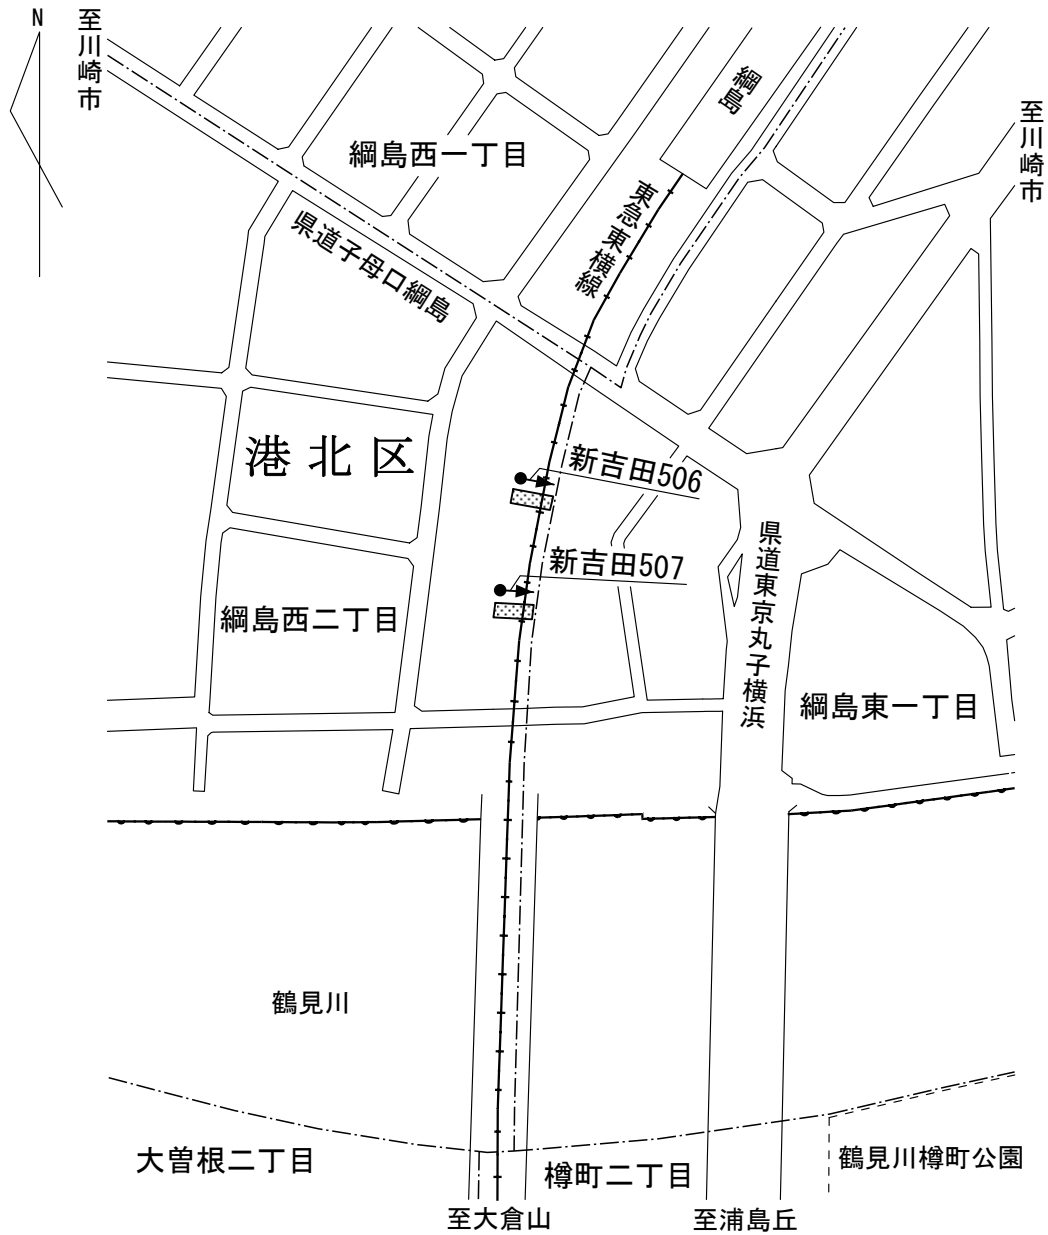 N
至川崎市
綱島
至川崎市
綱島西一丁目
東急東横線
県道子母口綱島
港北区
新吉田506
新吉田507
県道東京丸子横浜
綱島西二丁目
綱島東一丁目
鶴見川
大曽根二丁目
樽町二丁目
鶴見川樽町公園
至大倉山
至浦島丘